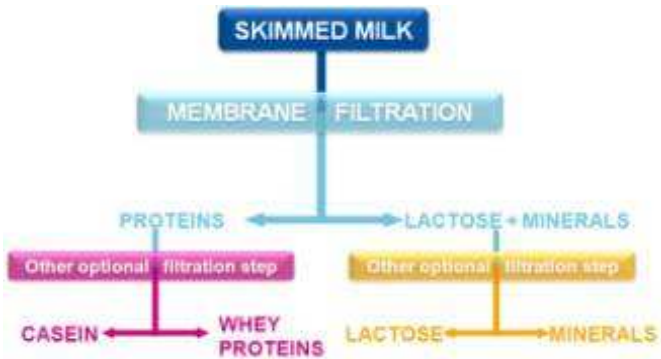 SKIMMED MILK
MEMBRANE FILTRATION
PROTEINS
LACTOSE + MINERALS
Other optional filtration step
Other optional filtration step
CASEIN
WHEY
PROTEINS
LACTOSE
MINERALS